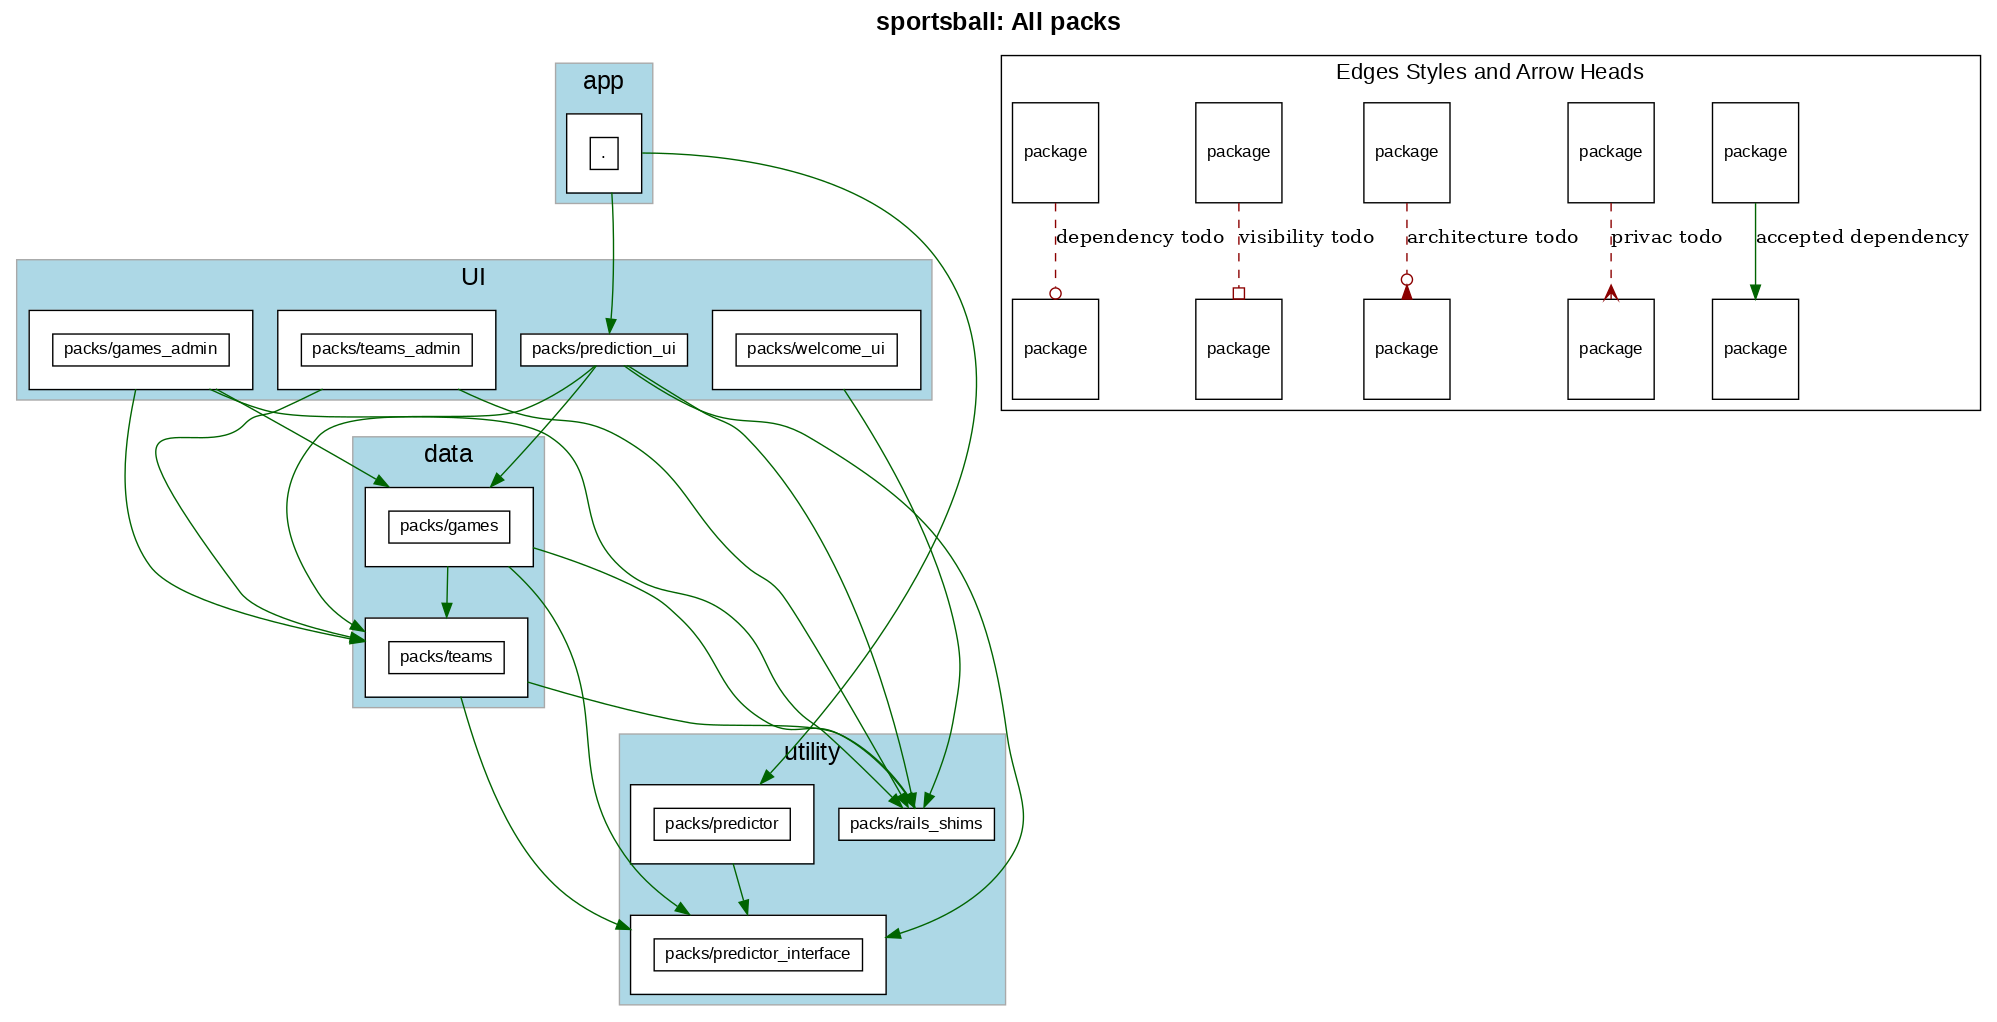 sportsball: All packs
app
.
UI
packs/games_admin
packs/teams_admin
packs/prediction_ui
packs/welcome_ui
data
packs/games
packs/teams
utility
packs/predictor
packs/rails_shims
packs/predictor_interface
Edges Styles and Arrow Heads
package
package
package
package
package
dependency todo
visibility todo
architecture todo
privac todo
accepted dependency
package
package
package
package
package